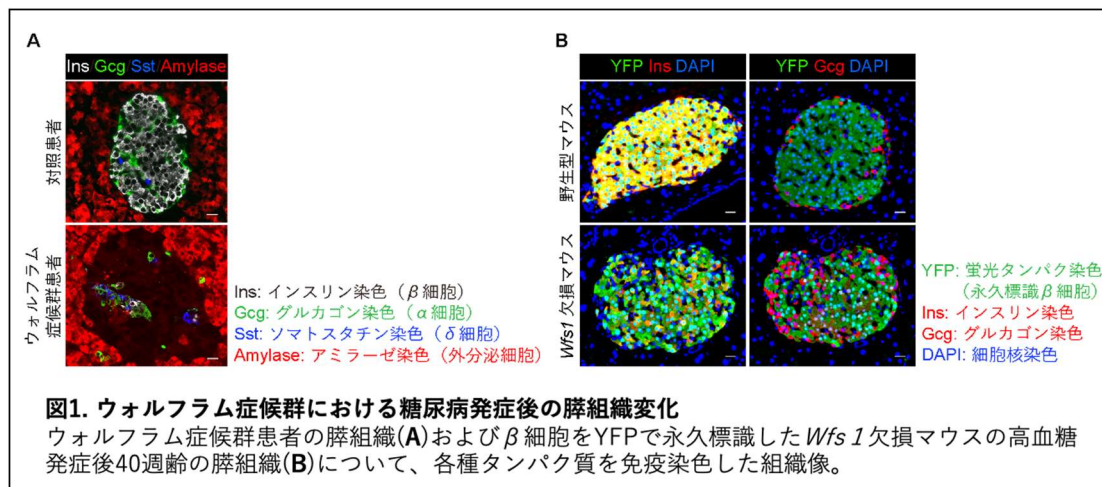 A
Ins Gcg/Sst/Amylase
対照患者
ウォルフラム
症候群患者
Ins: インスリン染色（β細胞）
Gcg: グルカゴン染色（α細胞）
Sst: ソマトスタチン染色（δ細胞）
Amylase: アミラーゼ染色（外分泌細胞）
B
YFP Ins DAPI
YFP Gcg DAPI
野生型マウス
Wfs1 欠損マウス
YFP: 蛍光タンパク染色
（永久標識β細胞）
Ins: インスリン染色
Gcg: グルカゴン染色
DAPI: 細胞核染色
図1. ウォルフラム症候群における糖尿病発症後の膵組織変化
ウォルフラム症候群患者の膵組織(A)およびβ細胞をYFPで永久標識したWfs1欠損マウスの高血糖
発症後40週齢の膵組織(B)について、各種タンパク質を免疫染色した組織像。